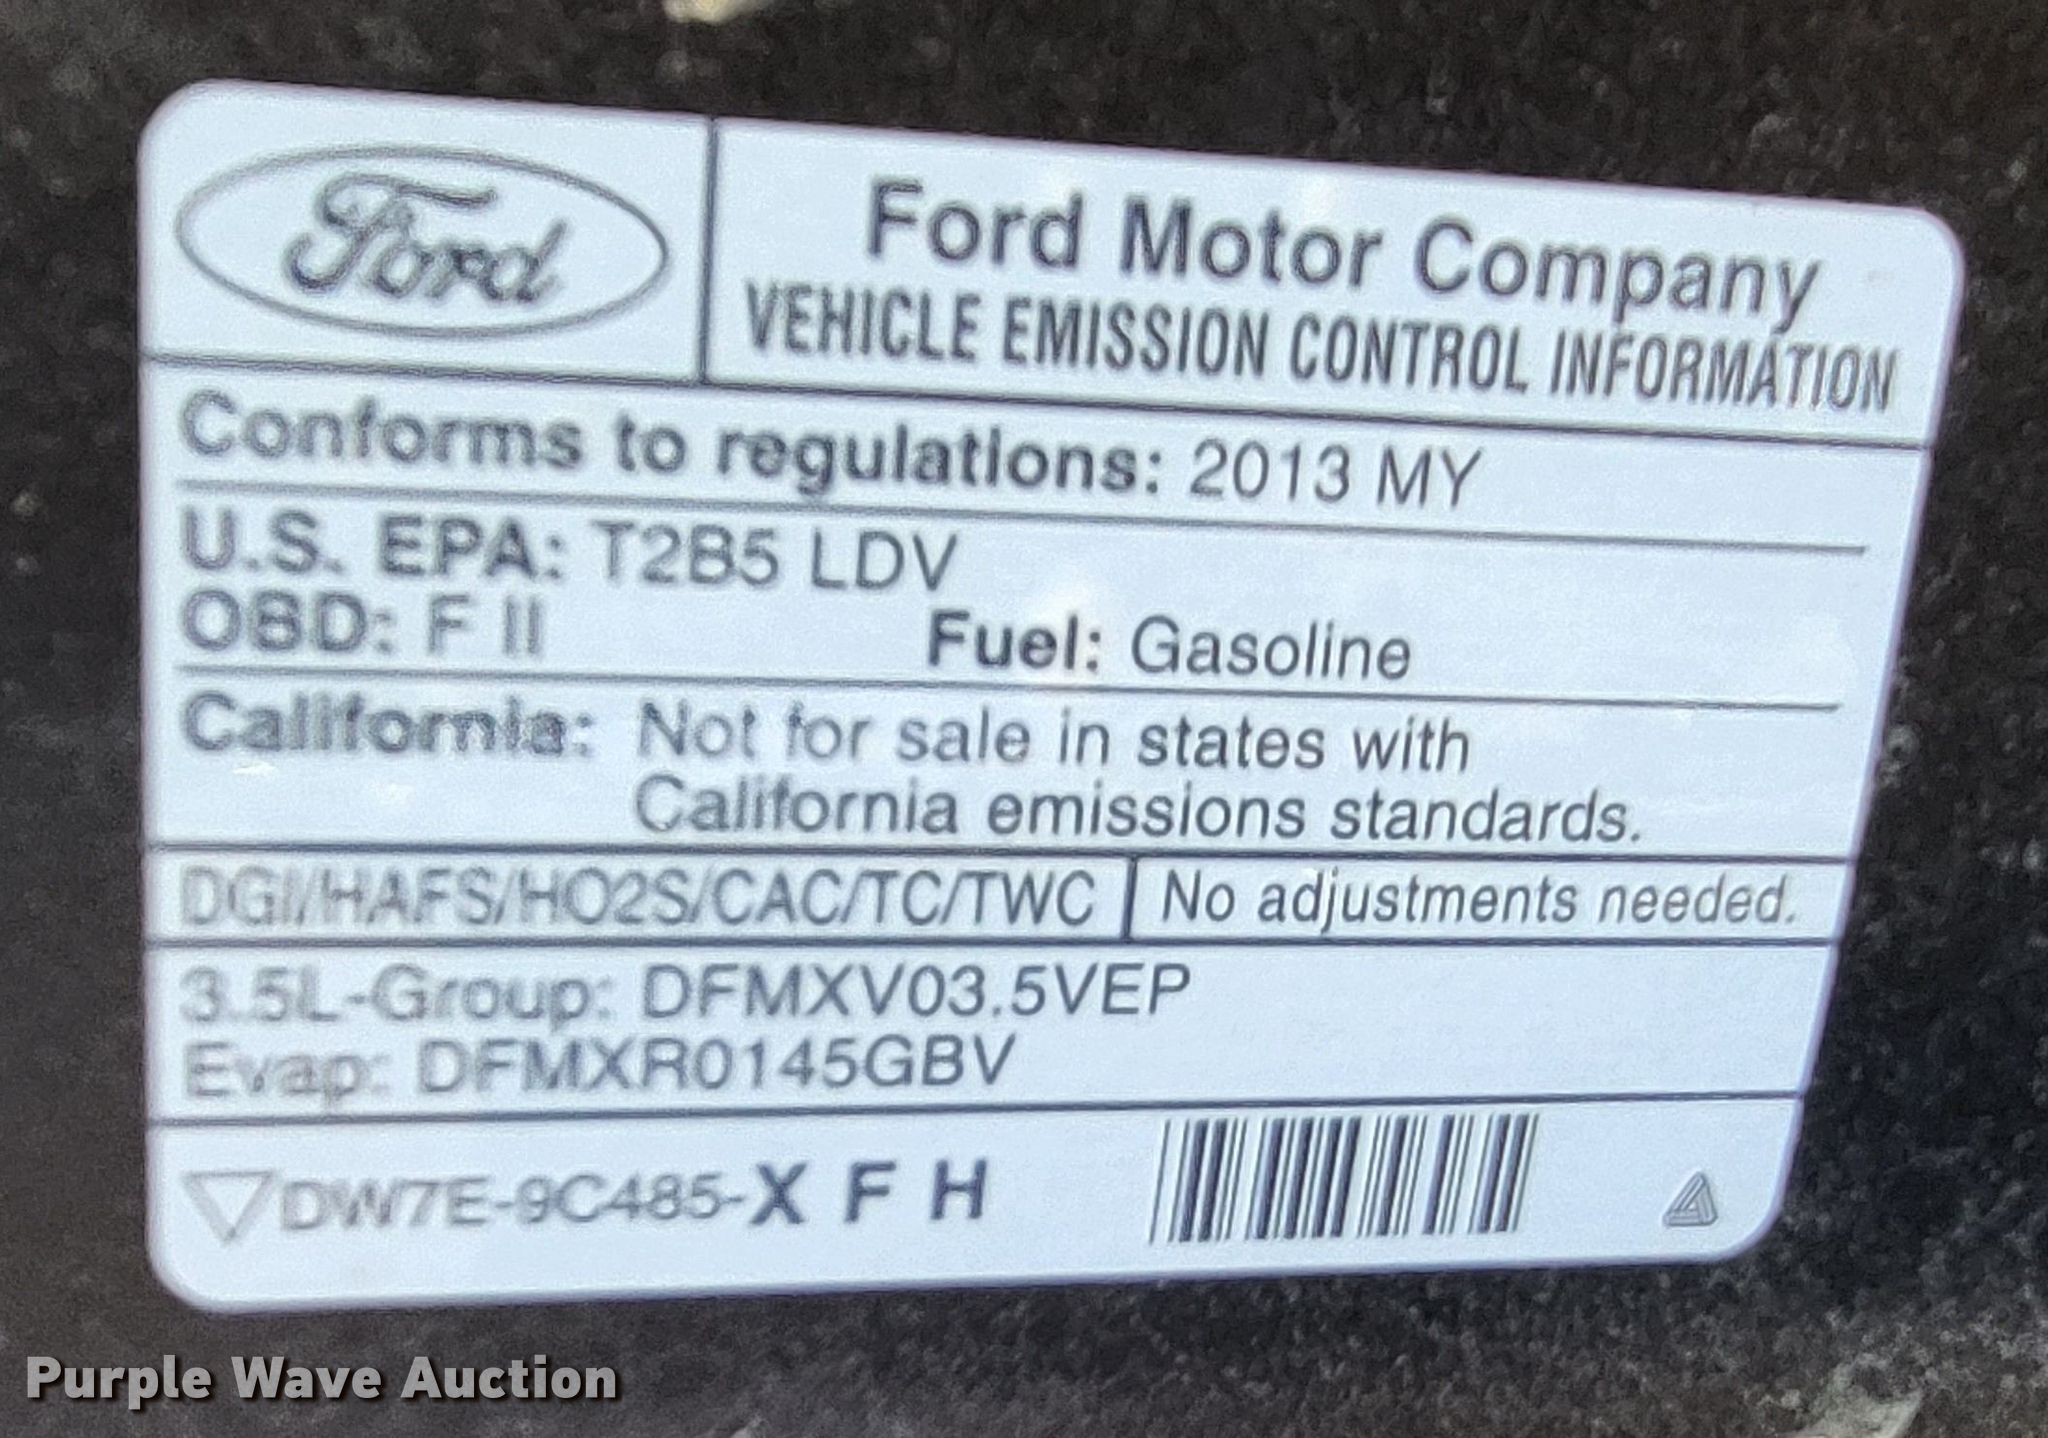 Ford
Ford Motor Company
VEHICLE EMISSION CONTROL INFORMATION
Conforms to regulations: 2013 MY
U.S. EPA: T2B5 LDV
OBD: F II Fuel: Gasoline
California: Not for sale in states with
California emissions standards.
DGI/HAFS/HO2S/CAC/TC/TWC No adjustments needed.
3.5L-Group: DFMXV03.5VEP
Evap: DFMXR0145GBV
DW7E-9C485-X F H
Purple Wave Auction